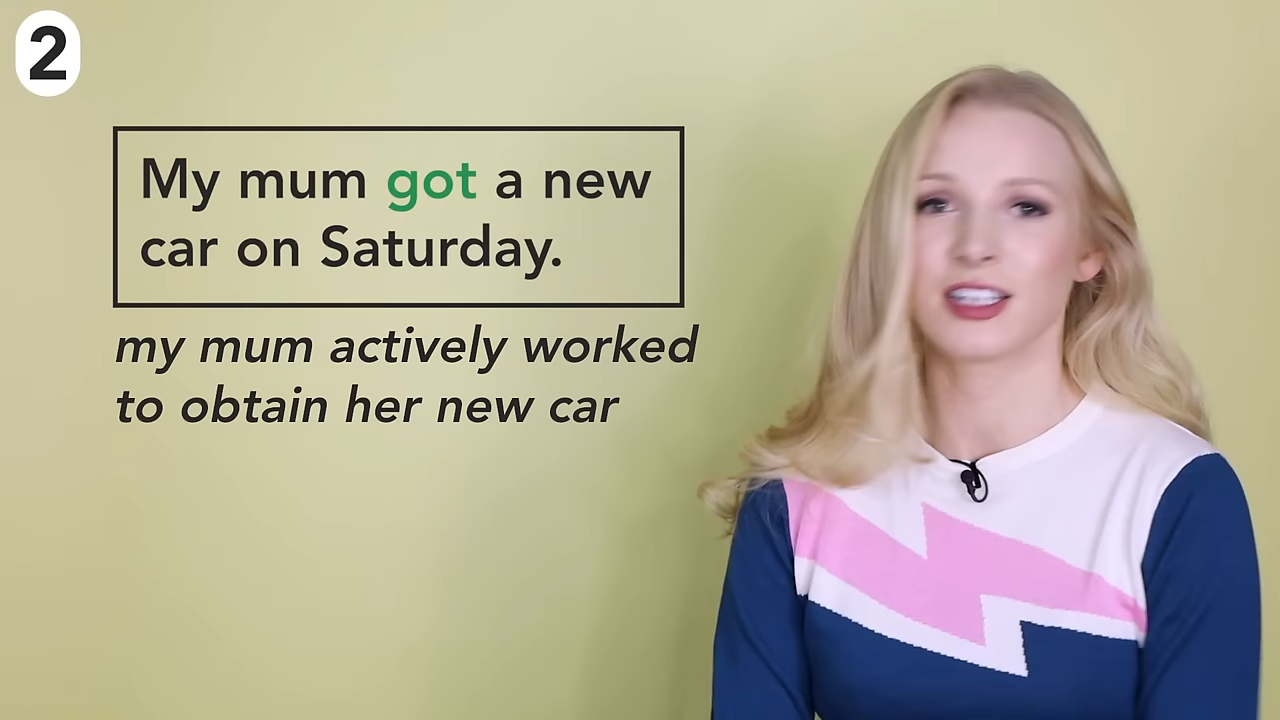 2
My mum got a new
car on Saturday.
my mum actively worked
to obtain her new car